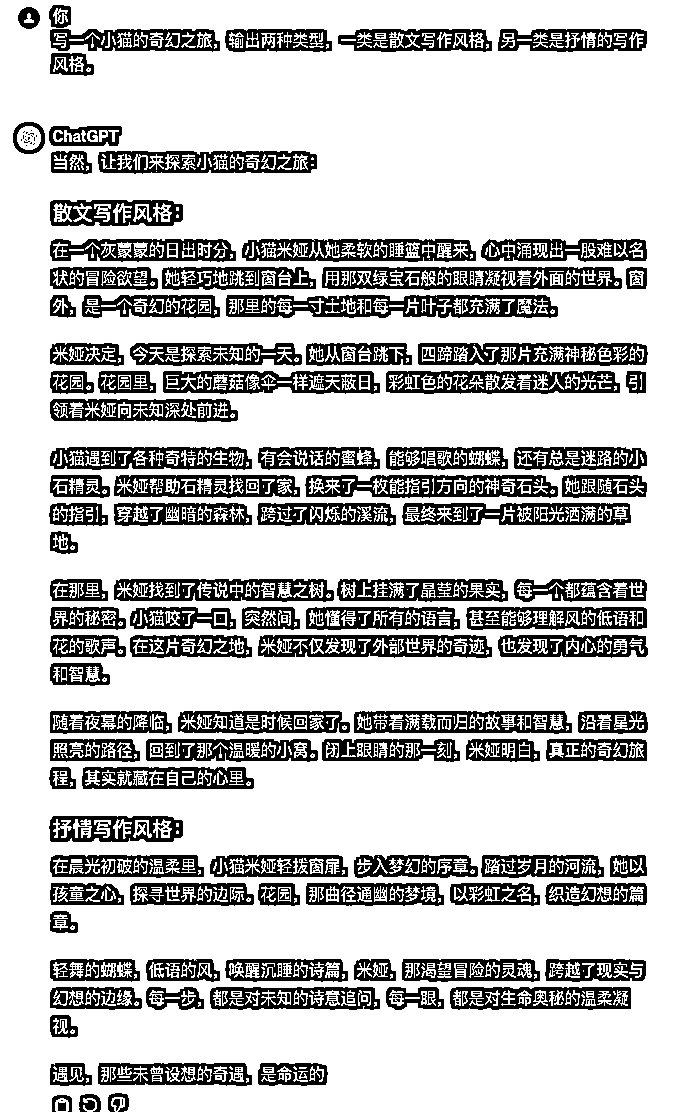 你
写一个小猫的奇幻之旅，输出两种类型，一类是散文写作风格，另一类是抒情的写作
风格。
ChatGPT
当然，让我们来探索小猫的奇幻之旅：
散文写作风格：
在一个灰蒙蒙的日出时分，小猫米娅从她柔软的睡篮中醒来，心中涌现出一股难以名
状的冒险欲望。她轻巧地跳到窗台上，用那双绿宝石般的眼睛凝视着外面的世界。窗
外，是一个奇幻的花园，那里的每一寸土地和每一片叶子都充满了魔法。
米娅决定，今天是探索未知的一天。她从窗台跳下，四蹄踏入了那片充满神秘色彩的
花园。花园里，巨大的蘑菇像伞一样遮天蔽日，彩虹色的花朵散发着迷人的光芒，引
领着米娅向未知深处前进。
小猫遇到了各种奇特的生物，有会说话的蜜蜂，能够唱歌的蝴蝶，还有总是迷路的小
石精灵。米娅帮助石精灵找回了家，换来了一枚能指引方向的神奇石头。她跟随石头
的指引，穿越了幽暗的森林，跨过了闪烁的溪流，最终来到了一片被阳光洒满的草
地。
在那里，米娅找到了传说中的智慧之树。树上挂满了晶莹的果实，每一个都蕴含着世
界的秘密。小猫咬了一口，突然间，她懂得了所有的语言，甚至能够理解风的低语和
花的歌声。在这片奇幻之地，米娅不仅发现了外部世界的奇迹，也发现了内心的勇气
和智慧。
随着夜幕的降临，米娅知道是时候回家了。她带着满载而归的故事和智慧，沿着星光
照亮的路径，回到了那个温暖的小窝。闭上眼睛的那一刻，米娅明白，真正的奇幻旅
程，其实就藏在自己的心里。
抒情写作风格：
在晨光初破的温柔里，小猫米娅轻拨窗扉，步入梦幻的序章。踏过岁月的河流，她以
孩童之心，探寻世界的边际。花园，那曲径通幽的梦境，以彩虹之名，织造幻想的篇
章。
轻舞的蝴蝶，低语的风，唤醒沉睡的诗篇，米娅，那渴望冒险的灵魂，跨越了现实与
幻想的边缘。每一步，都是对未知的诗意追问，每一眼，都是对生命奥秘的温柔凝
视。
遇见，那些未曾设想的奇遇，是命运的